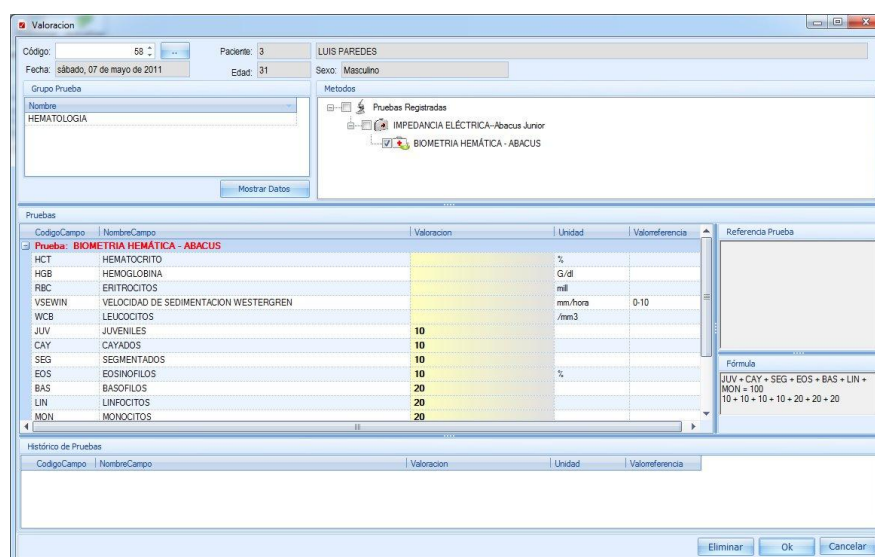 Valoracion
Código: 58 .. Paciente: 3 LUIS PAREDES
Fecha: sábado, 07 de mayo de 2011 Edad: 31 Sexo: Masculino
Grupo Prueba Metodos
Nombre
HEMATOLOGIA
Pruebas Registradas
IMPEDANCIA ELÉCTRICA--Abacus Junior
BIOMETRIA HEMÁTICA - ABACUS
Mostrar Datos
Pruebas
CodigoCampo NombreCampo Valoracion Unidad Valorreferencia Referencia Prueba
Prueba: BIOMETRIA HEMÁTICA - ABACUS
HCT HEMATOCRITO %
HGB HEMOGLOBINA G/dl
RBC ERITROCITOS mill
VSEWIN VELOCIDAD DE SEDIMENTACION WESTERGREN mm/hora 0-10
WCB LEUCOCITOS /mm3
JUV JUVENILES 10
CAY CAYADOS 10
SEG SEGMENTADOS 10
EOS EOSINOFILOS 10 %
BAS BASOFILOS 20
LIN LINFOCITOS 20
MON MONOCITOS 20
Fórmula
JUV + CAY + SEG + EOS + BAS + LIN +
MON = 100
10 + 10 + 10 + 10 + 20 + 20 + 20
Histórico de Pruebas
CodigoCampo NombreCampo Valoracion Unidad Valorreferencia
Eliminar Ok Cancelar